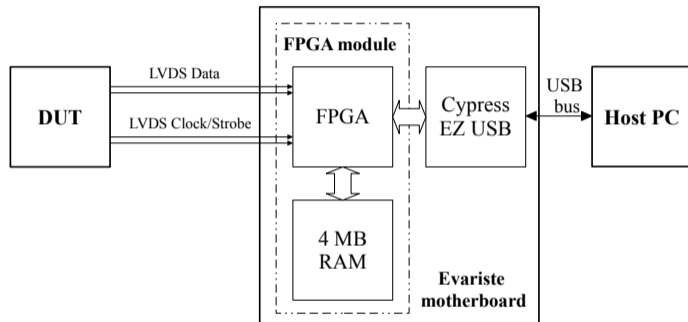 FPGA module
LVDS Data
DUT
LVDS Clock/Strobe
FPGA
Cypress
EZ USB
USB
bus
Host PC
4 MB
RAM
Evariste
motherboard